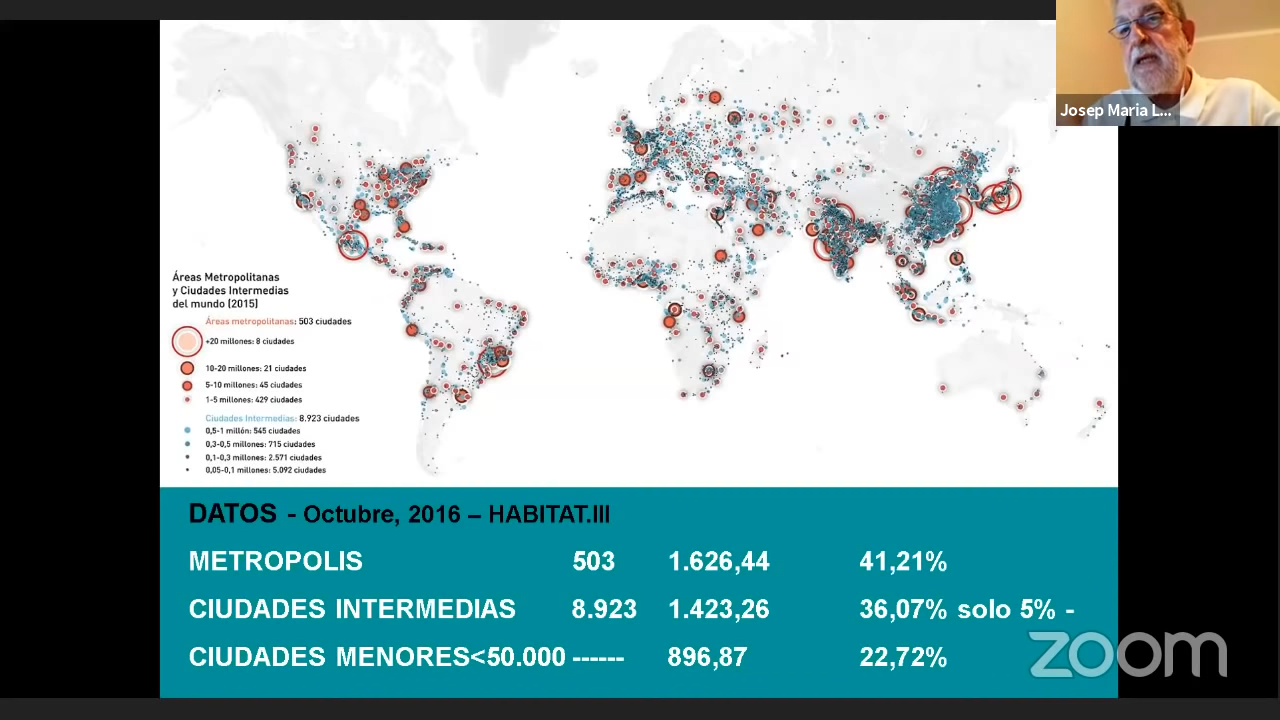 Josep Maria L...
Áreas Metropolitanas
y Ciudades Intermedias
del mundo (2015)
Áreas metropolitanas: 503 ciudades
+20 millones: 8 ciudades
10-20 millones: 21 ciudades
5-10 millones: 45 ciudades
1-5 millones: 429 ciudades
Ciudades Intermedias: 8.923 ciudades
0,5-1 millón: 545 ciudades
0,3-0,5 millones: 715 ciudades
0,1-0,3 millones: 2.571 ciudades
0,05-0,1 millones: 5.092 ciudades
DATOS - Octubre, 2016 – HABITAT.III
METROPOLIS 503 1.626,44 41,21%
CIUDADES INTERMEDIAS 8.923 1.423,26 36,07% solo 5% -
CIUDADES MENORES<50.000 ------ 896,87 22,72%
zoom